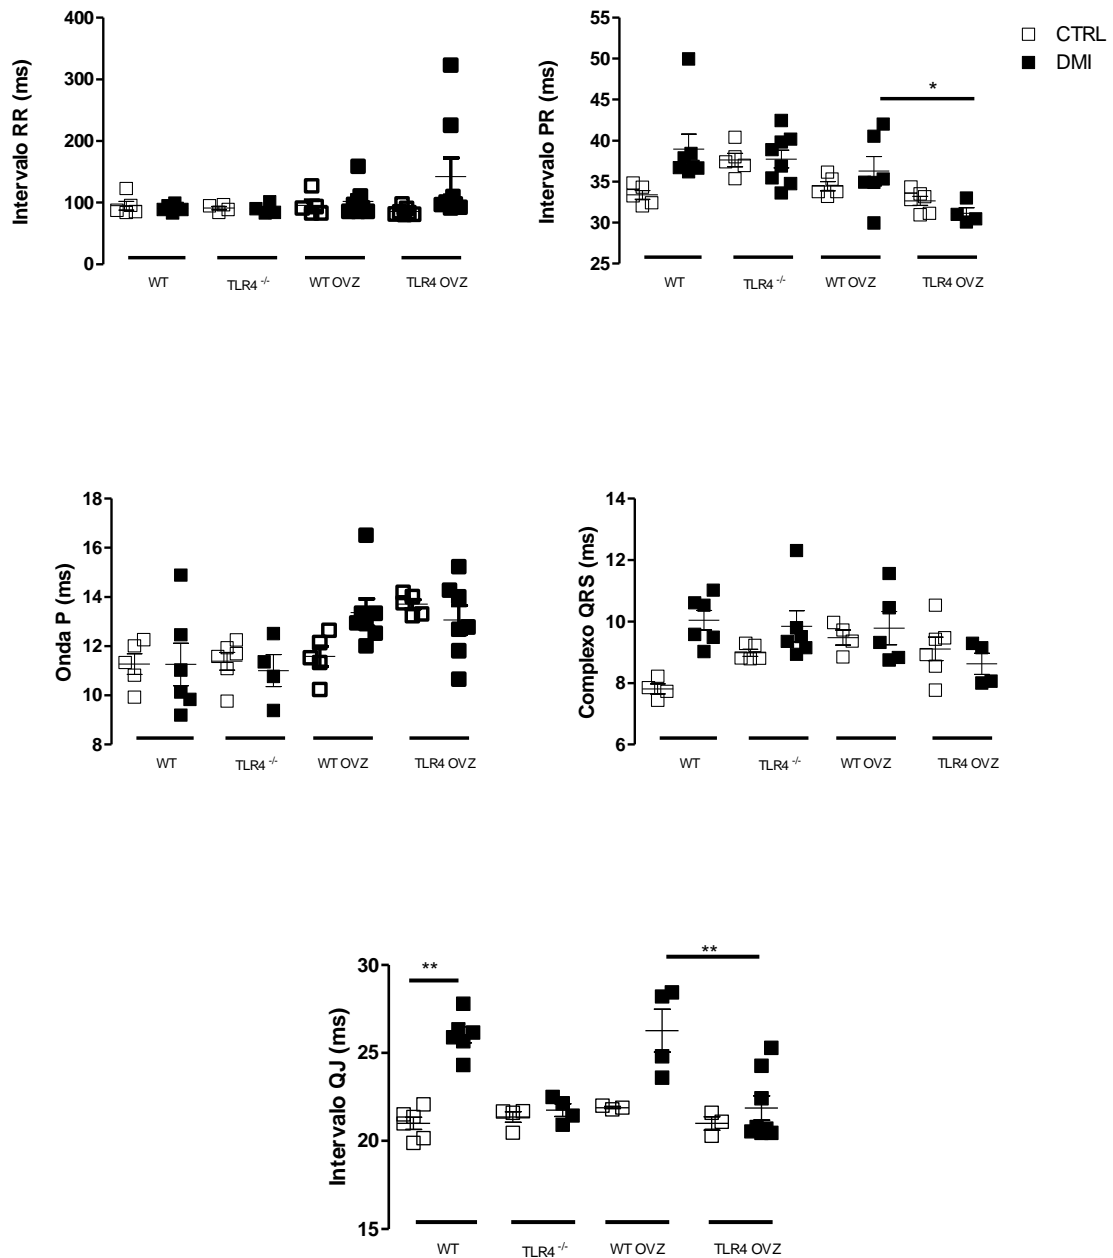 Intervalo RR (ms)
400
300
200
100
0
WT
TLR4 -/-
WT OVZ
TLR4 OVZ
Intervalo PR (ms)
55
50
45
40
35
30
25
*
WT
TLR4 -/-
WT OVZ
TLR4 OVZ
CTRL
DMI
Onda P (ms)
18
16
14
12
10
8
WT
TLR4 -/-
WT OVZ
TLR4 OVZ
Complexo QRS (ms)
14
12
10
8
6
WT
TLR4 -/-
WT OVZ
TLR4 OVZ
Intervalo QJ (ms)
30
25
20
15
**
**
WT
TLR4 -/-
WT OVZ
TLR4 OVZ